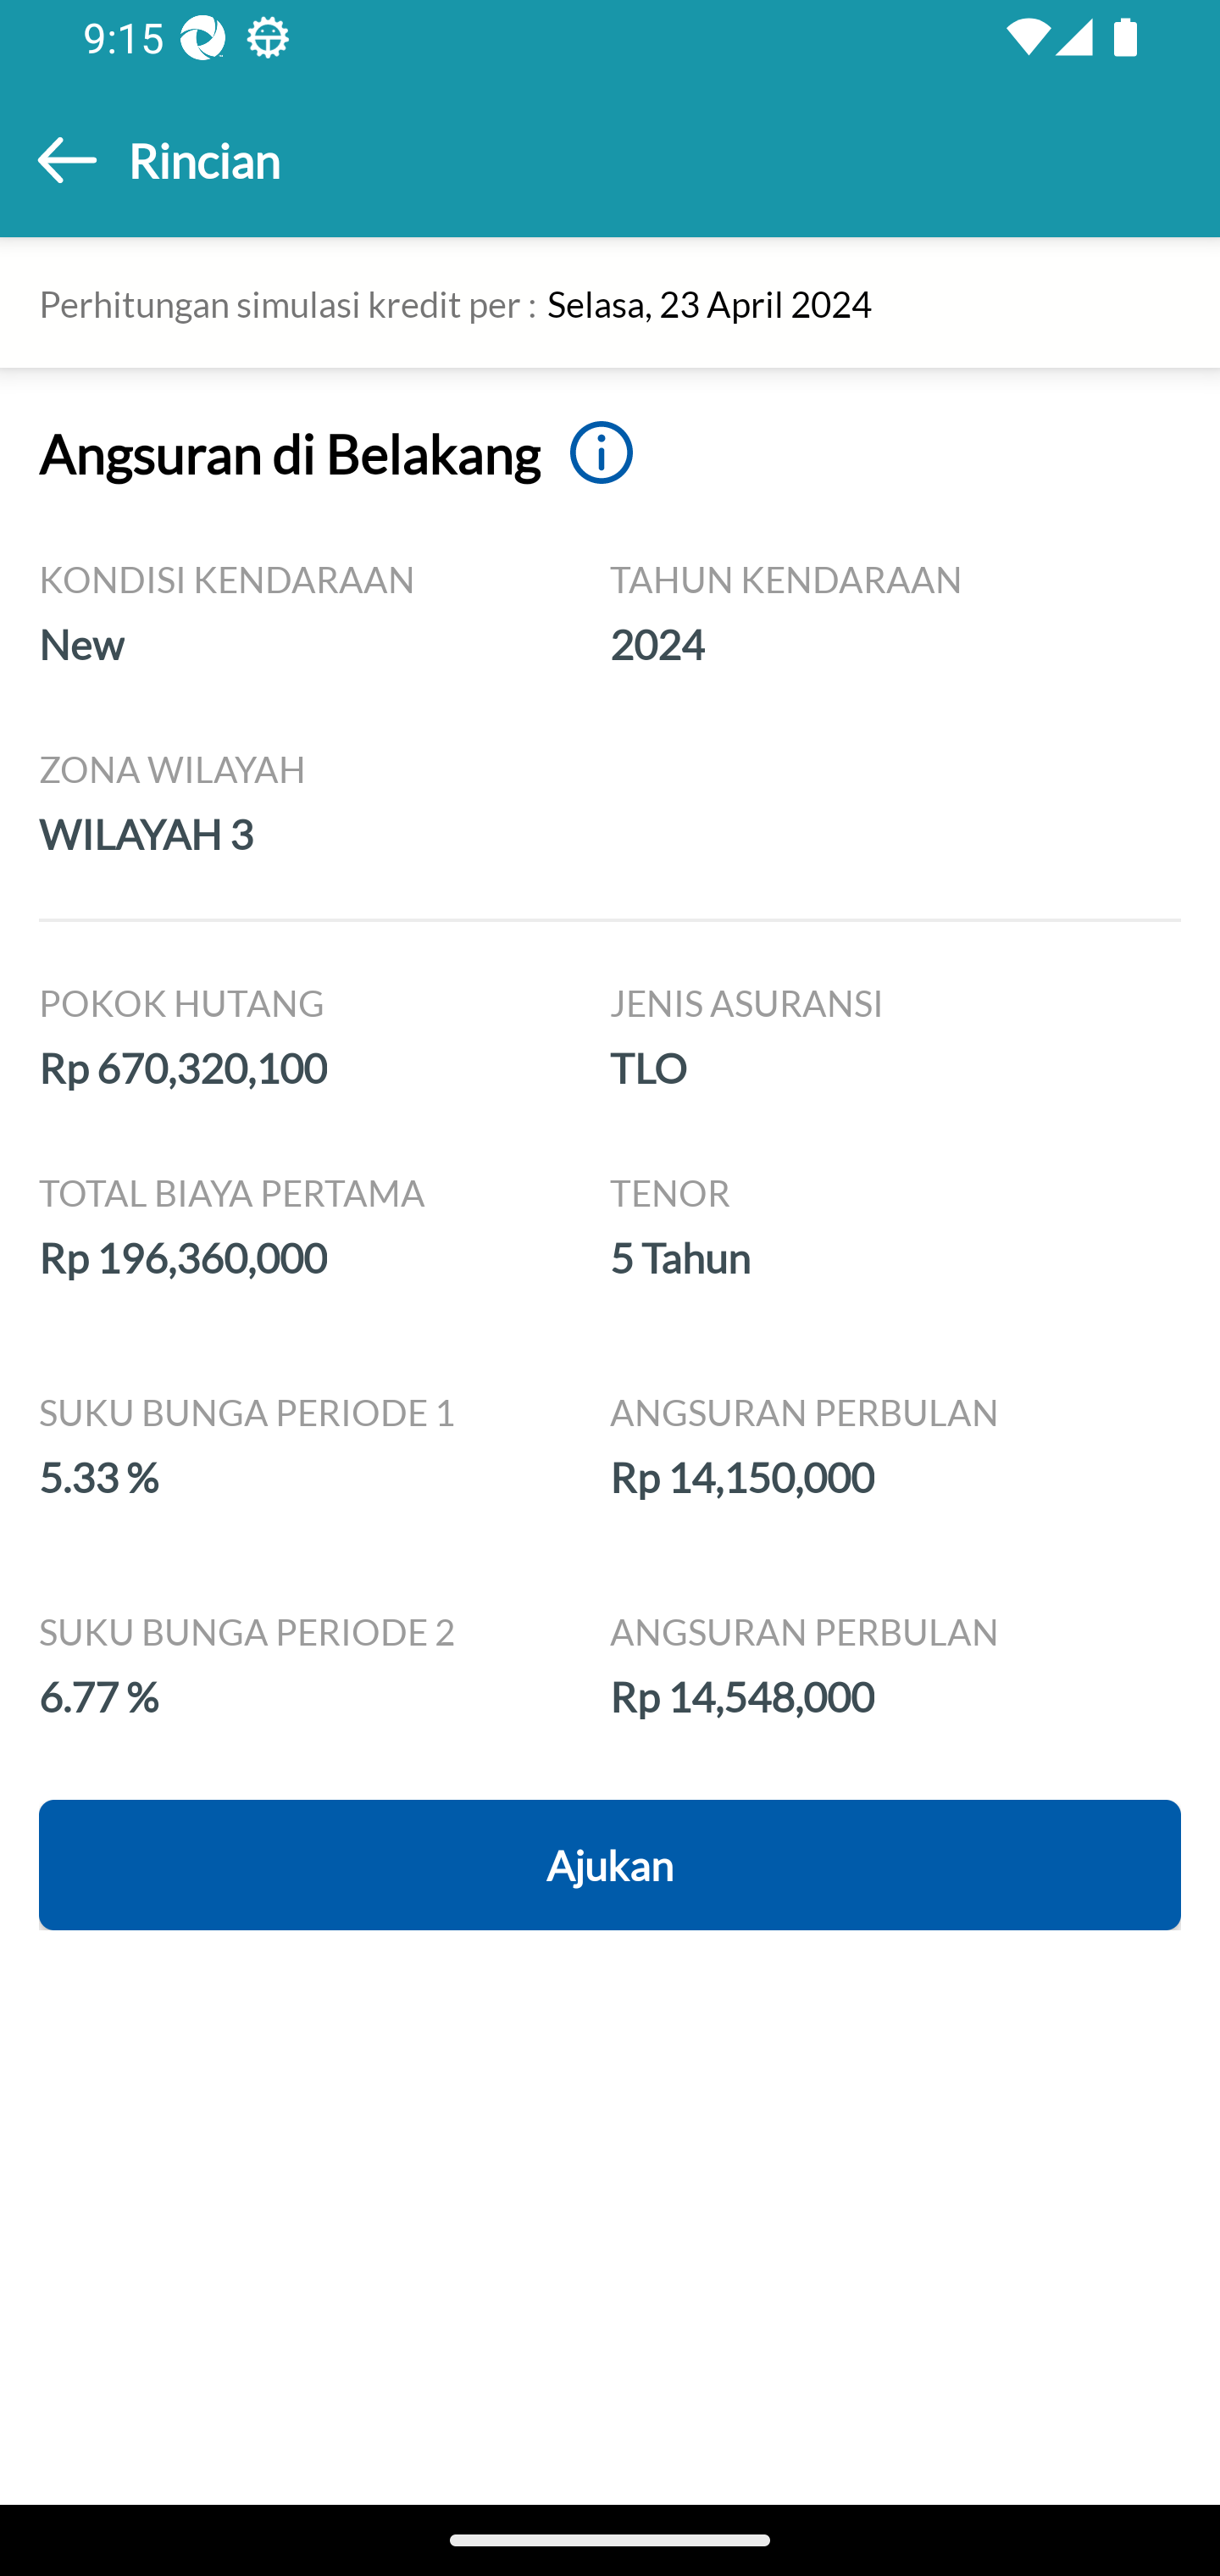 9:15
Rincian
Perhitungan simulasi kredit per : Selasa, 23 April 2024
Angsuran di Belakang
KONDISI KENDARAAN
New
TAHUN KENDARAAN
2024
ZONA WILAYAH
WILAYAH 3
POKOK HUTANG
Rp 670,320,100
JENIS ASURANSI
TLO
TOTAL BIAYA PERTAMA
Rp 196,360,000
TENOR
5 Tahun
SUKU BUNGA PERIODE 1
5.33 %
ANGSURAN PERBULAN
Rp 14,150,000
SUKU BUNGA PERIODE 2
6.77 %
ANGSURAN PERBULAN
Rp 14,548,000
Ajukan